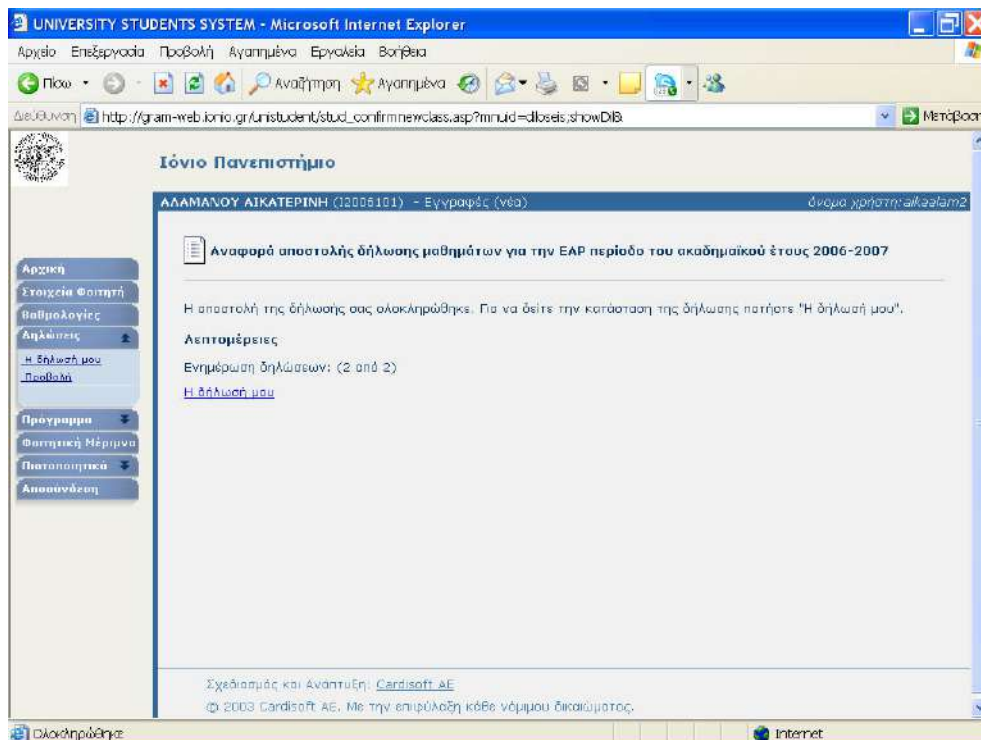 UNIVERSITY STUDENTS SYSTEM - Microsoft Internet Explorer
Αρχείο Επεξεργασία Προβολή Αγαπημένα Εργαλεία Βοήθεια
Πίσω Αναζήτηση Αγαπημένα
Διεύθυνση http://gram-web.ionio.gr/unistudent/stud_confirmnewclass.asp?mnuid=diloseis;showDil& Μετάβαση
Ιόνιο Πανεπιστήμιο
ΑΛΑΜΑΝΟΥ ΑΙΚΑΤΕΡΙΝΗ (Ι2006101) - Εγγραφές (νέα) όνομα χρήστη:aikaalam2
Αναφορά αποστολής δήλωσης μαθημάτων για την ΕΑΡ περίοδο του ακαδημαϊκού έτους 2006-2007
Αρχική
Στοιχεία Φοιτητή
Βαθμολογίες
Δηλώσεις
Η δήλωσή μου
Προβολή
Πρόγραμμα
Φοιτητική Μέριμνα
Πιστοποιητικά
Αποσύνδεση
Η αποστολή της δήλωσής σας ολοκληρώθηκε. Για να δείτε την κατάσταση της δήλωσης πατήστε "Η δήλωσή μου".
Λεπτομέρειες
Ενημέρωση δηλώσεων: (2 από 2)
Η δήλωσή μου
Σχεδιασμός και Ανάπτυξη: Cardisoft AE
© 2003 Cardisoft AE. Με την επιφύλαξη κάθε νόμιμου δικαιώματος.
Ολοκληρώθηκε Internet